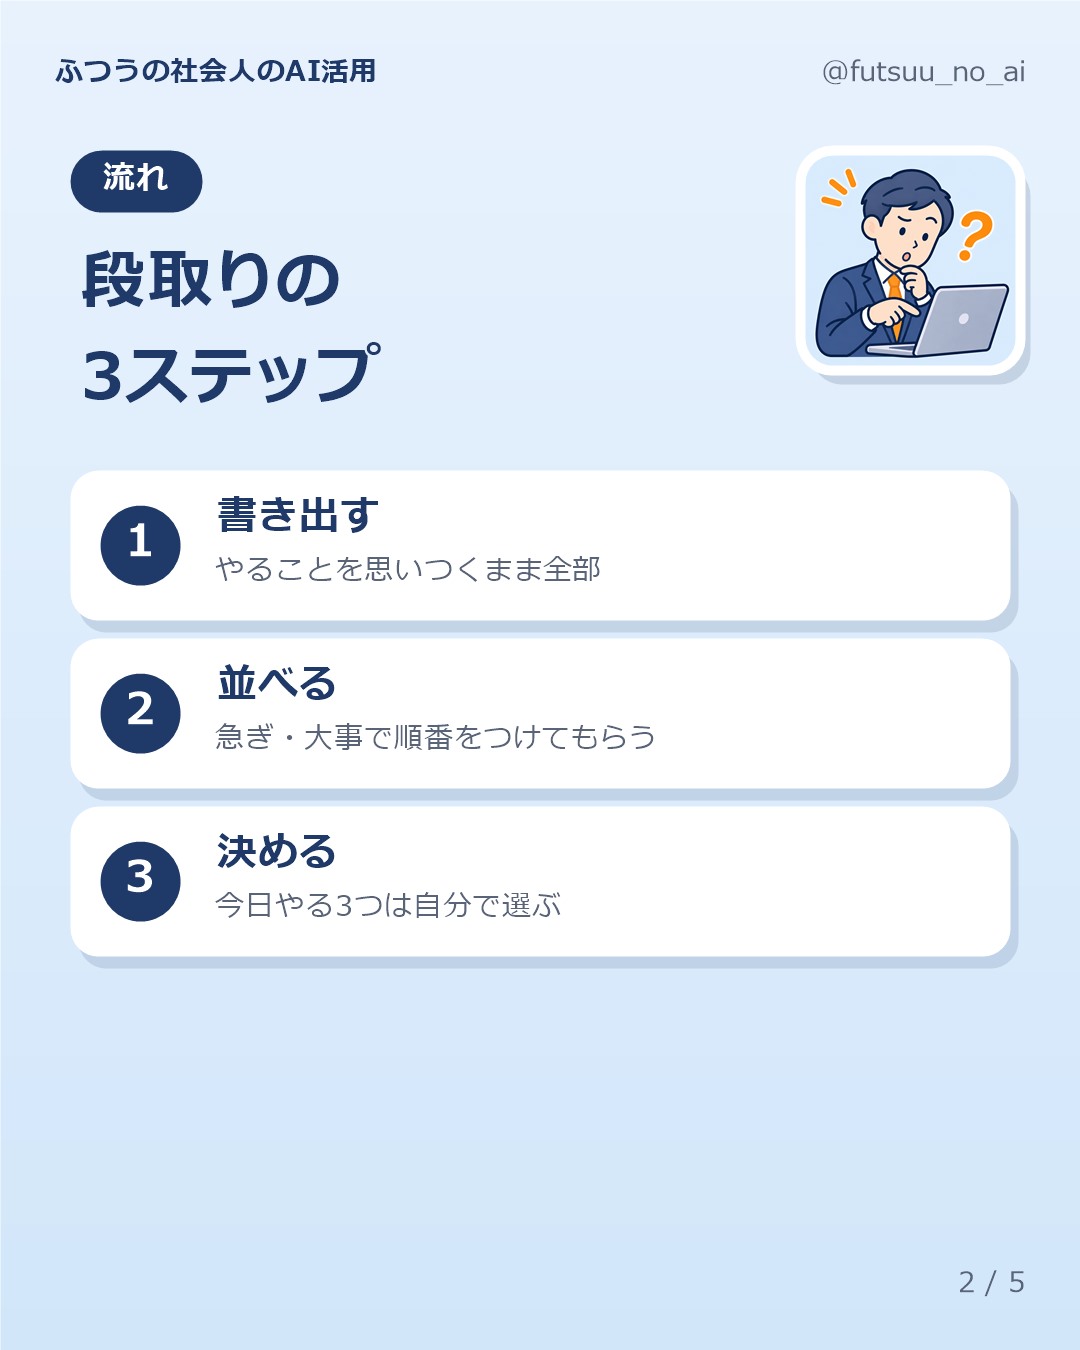 ふつうの社会人のAI活用
@futsuu_no_ai
流れ
段取りの
3ステップ
1
書き出す
やることを思いつくまま全部
2
並べる
急ぎ・大事で順番をつけてもらう
3
決める
今日やる3つは自分で選ぶ
?
2 / 5